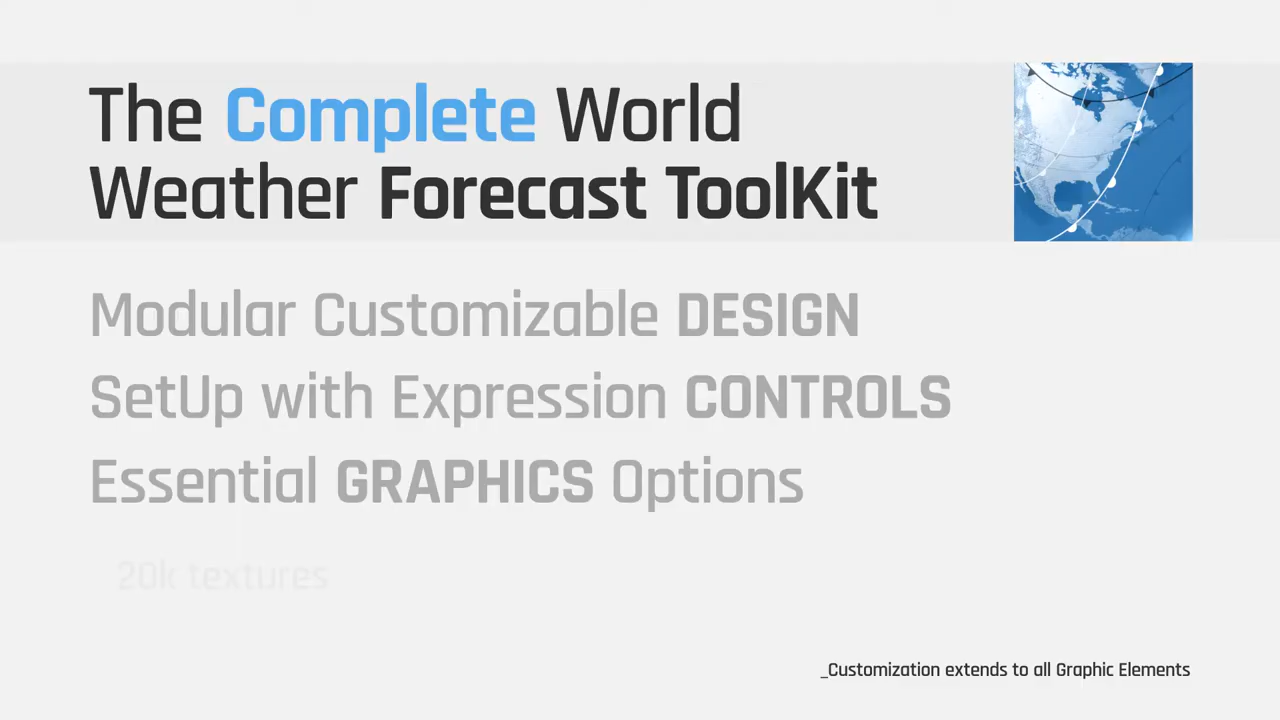 The Complete World
Weather Forecast ToolKit
Modular Customizable DESIGN
SetUp with Expression CONTROLS
Essential GRAPHICS Options
20k textures
_Customization extends to all Graphic Elements